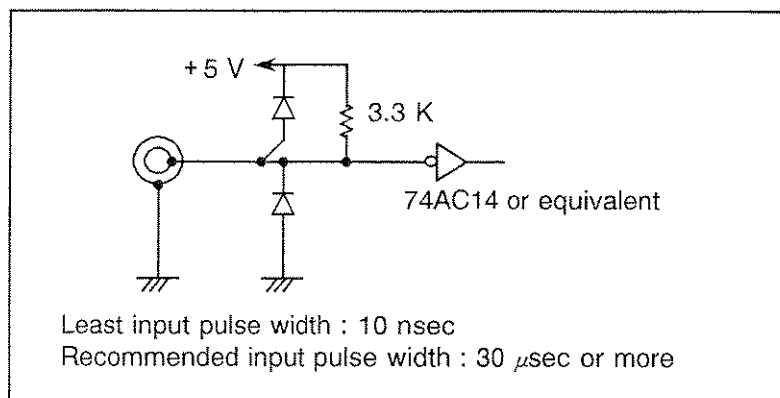 +5 V
3.3 K
74AC14 or equivalent
Least input pulse width : 10 nsec
Recommended input pulse width : 30 μsec or more